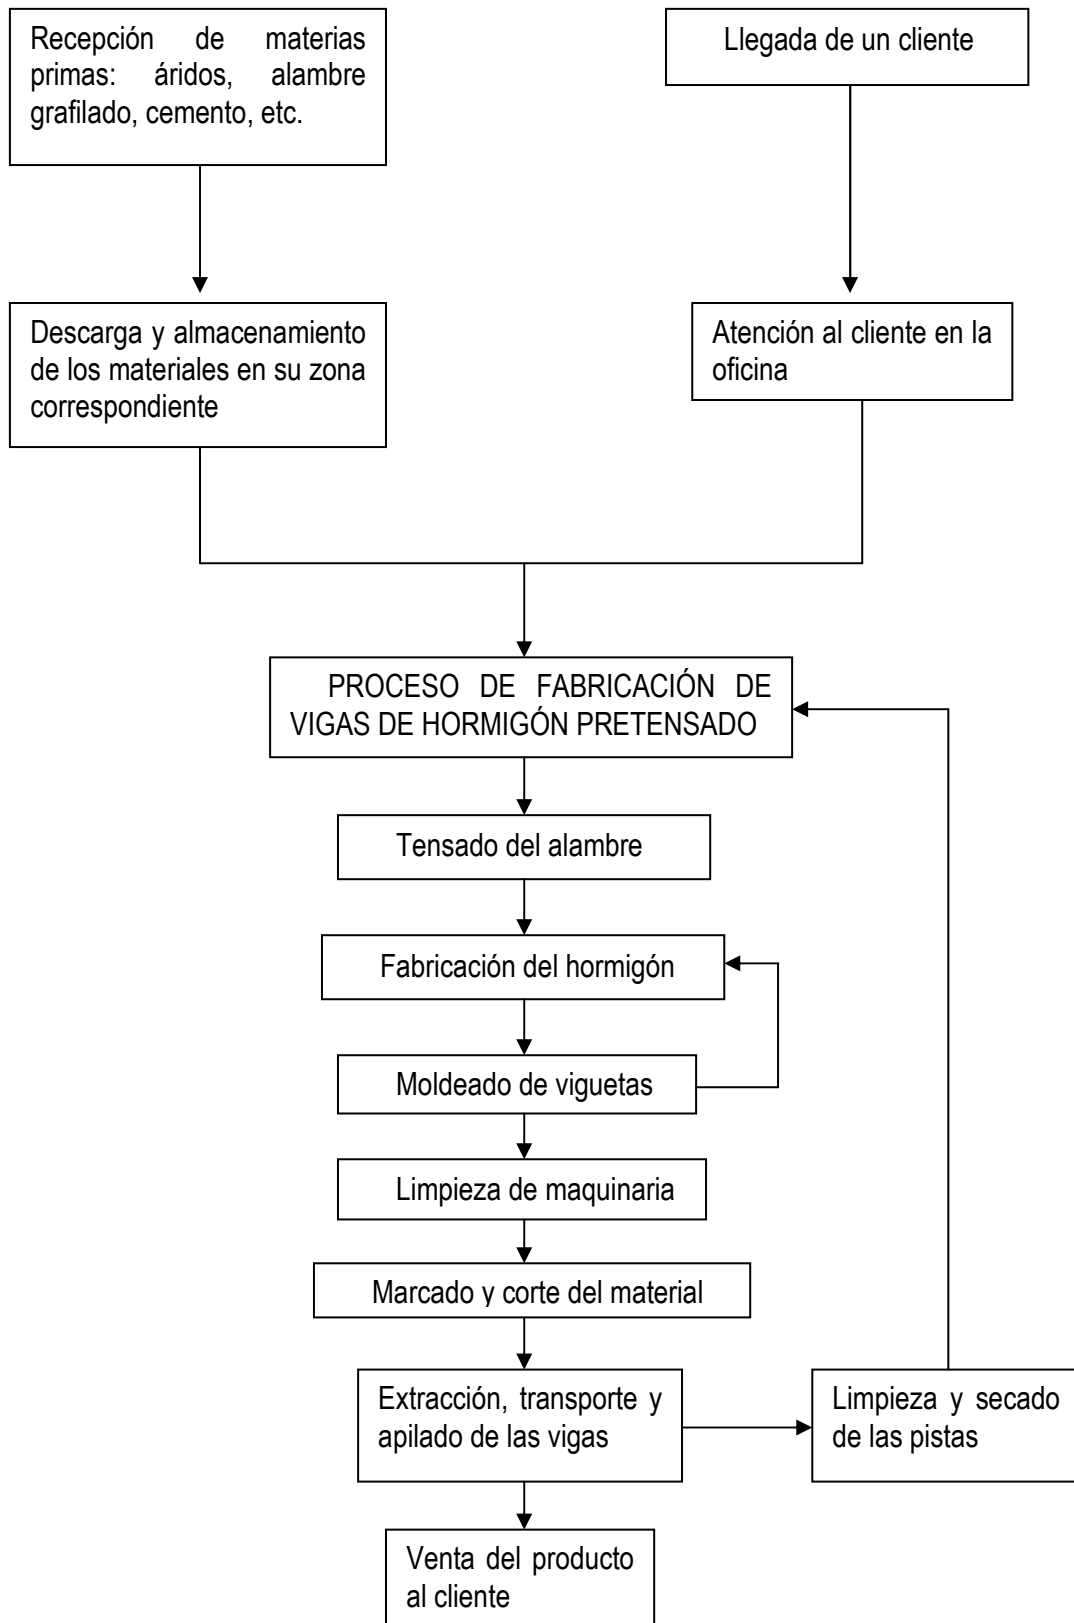 Recepción de materias
primas: áridos, alambre
grafilado, cemento, etc.
Llegada de un cliente
Descarga y almacenamiento
de los materiales en su zona
correspondiente
Atención al cliente en la
oficina
PROCESO DE FABRICACIÓN DE
VIGAS DE HORMIGÓN PRETENSADO
Tensado del alambre
Fabricación del hormigón
Moldeado de viguetas
Limpieza de maquinaria
Marcado y corte del material
Extracción, transporte y
apilado de las vigas
Limpieza y secado
de las pistas
Venta del producto
al cliente